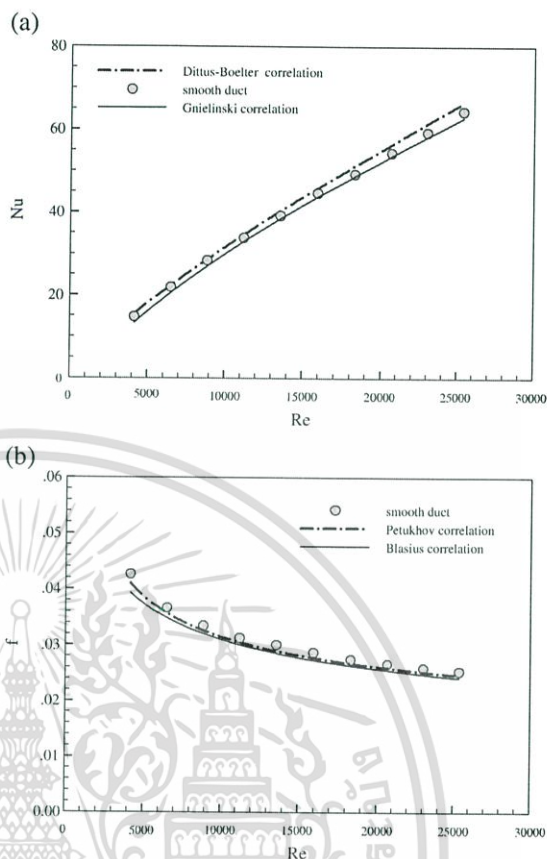 (a)
80
60
40
20
0
Nu
Dittus-Boelter correlation
smooth duct
Gnielinski correlation
0 5000 10000 15000 20000 25000 30000
Re
(b)
.06
.05
.04
.03
.02
.01
0.00
f
smooth duct
Petukhov correlation
Blasius correlation
0 5000 10000 15000 20000 25000 30000
Re